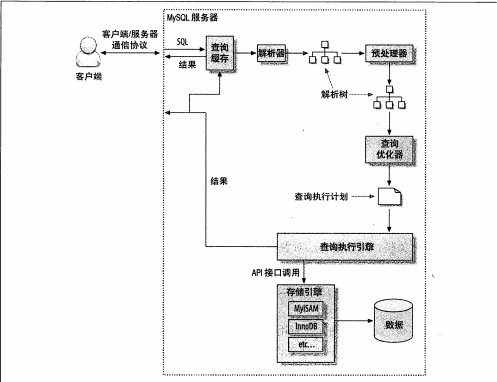 MySQL 服务器
客户端/服务器
通信协议
SQL
结果
查询
缓存
解析器
预处理器
客户端
解析树
查询
优化器
结果
查询执行计划
查询执行引擎
API 接口调用
存储引擎
MyISAM
InnoDB
etc...
数据